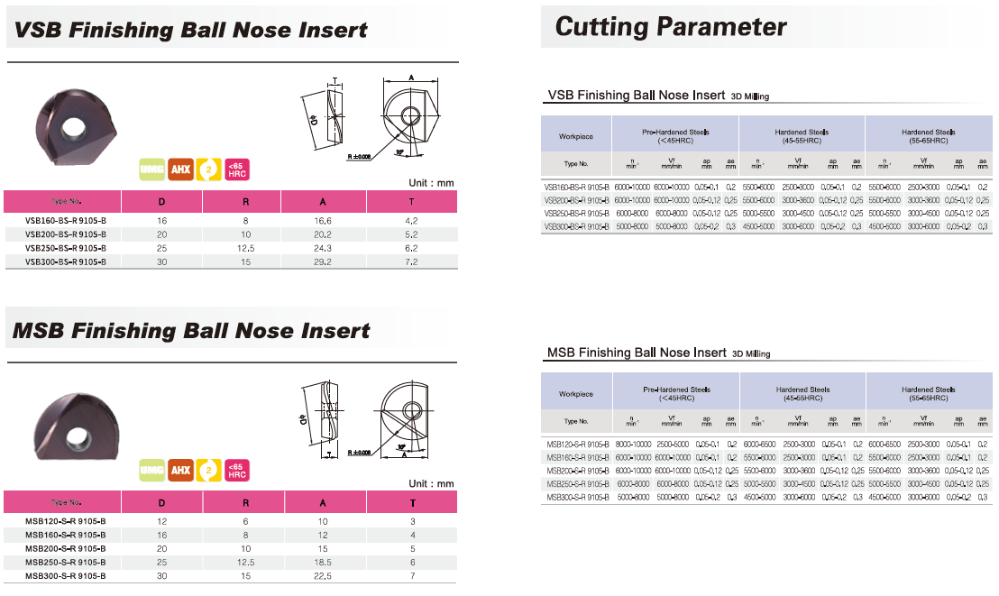 VSB Finishing Ball Nose Insert
T
A
ΦD
R ±0.008
10°
UMG AHX 2 <65 HRC
Unit : mm
Type No. D R A T
VSB160-BS-R 9105-B 16 8 16.6 4.2
VSB200-BS-R 9105-B 20 10 20.2 5.2
VSB250-BS-R 9105-B 25 12.5 24.3 6.2
VSB300-BS-R 9105-B 30 15 29.2 7.2
MSB Finishing Ball Nose Insert
ΦD
T
R ±0.008
10°
A
UMG AHX 2 <65 HRC
Unit : mm
Type No. D R A T
MSB120-S-R 9105-B 12 6 10 3
MSB160-S-R 9105-B 16 8 12 4
MSB200-S-R 9105-B 20 10 15 5
MSB250-S-R 9105-B 25 12.5 18.5 6
MSB300-S-R 9105-B 30 15 22.5 7
Cutting Parameter
VSB Finishing Ball Nose Insert 3D Milling
Workpiece Pre-Hardened Steels Hardened Steels Hardened Steels
(<45HRC) (45-55HRC) (55-65HRC)
Type No. n Vf ap ae n Vf ap ae n Vf ap ae
min-1 mm/min mm mm min-1 mm/min mm mm min-1 mm/min mm mm
VSB160-BS-R 9105-B 6000-10000 6000-10000 0.05-0.1 0.2 5500-6000 2500-3000 0.05-0.1 0.2 5500-6000 2500-3000 0.05-0.1 0.2
VSB200-BS-R 9105-B 6000-10000 6000-10000 0.05-0.12 0.25 5500-6000 3000-3600 0.05-0.12 0.25 5500-6000 3000-3600 0.05-0.12 0.25
VSB250-BS-R 9105-B 6000-8000 6000-8000 0.05-0.12 0.25 5000-5500 3000-4500 0.05-0.12 0.25 5000-5500 3000-4500 0.05-0.12 0.25
VSB300-BS-R 9105-B 5000-8000 5000-8000 0.05-0.2 0.3 4500-5000 3000-6000 0.05-0.2 0.3 4500-5000 3000-6000 0.05-0.2 0.3
MSB Finishing Ball Nose Insert 3D Milling
Workpiece Pre-Hardened Steels Hardened Steels Hardened Steels
(<45HRC) (45-55HRC) (55-65HRC)
Type No. n Vf ap ae n Vf ap ae n Vf ap ae
min-1 mm/min mm mm min-1 mm/min mm mm min-1 mm/min mm mm
MSB120-S-R 9105-B 8000-10000 2500-5000 0.05-0.1 0.2 6000-6500 2500-3000 0.05-0.1 0.2 6000-6500 2500-3000 0.05-0.1 0.2
MSB160-S-R 9105-B 6000-10000 6000-10000 0.05-0.1 0.2 5500-6000 2500-3000 0.05-0.1 0.2 5500-6000 2500-3000 0.05-0.1 0.2
MSB200-S-R 9105-B 6000-10000 6000-10000 0.05-0.12 0.25 5500-6000 3000-3600 0.05-0.12 0.25 5500-6000 3000-3600 0.05-0.12 0.25
MSB250-S-R 9105-B 6000-8000 6000-8000 0.05-0.12 0.25 5000-5500 3000-4500 0.05-0.12 0.25 5000-5500 3000-4500 0.05-0.12 0.25
MSB300-S-R 9105-B 5000-8000 5000-8000 0.05-0.2 0.3 4500-5000 3000-6000 0.05-0.2 0.3 4500-5000 3000-6000 0.05-0.2 0.3